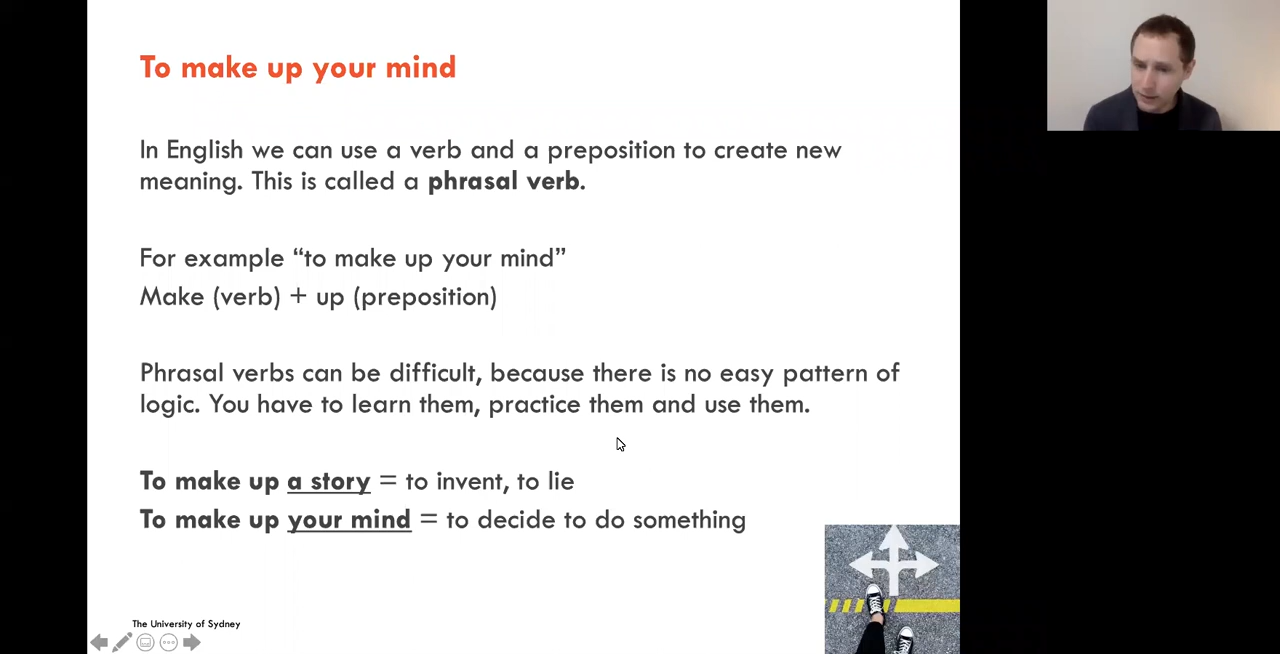 To make up your mind
In English we can use a verb and a preposition to create new
meaning. This is called a phrasal verb.
For example “to make up your mind”
Make (verb) + up (preposition)
Phrasal verbs can be difficult, because there is no easy pattern of
logic. You have to learn them, practice them and use them.
To make up a story = to invent, to lie
To make up your mind = to decide to do something
The University of Sydney